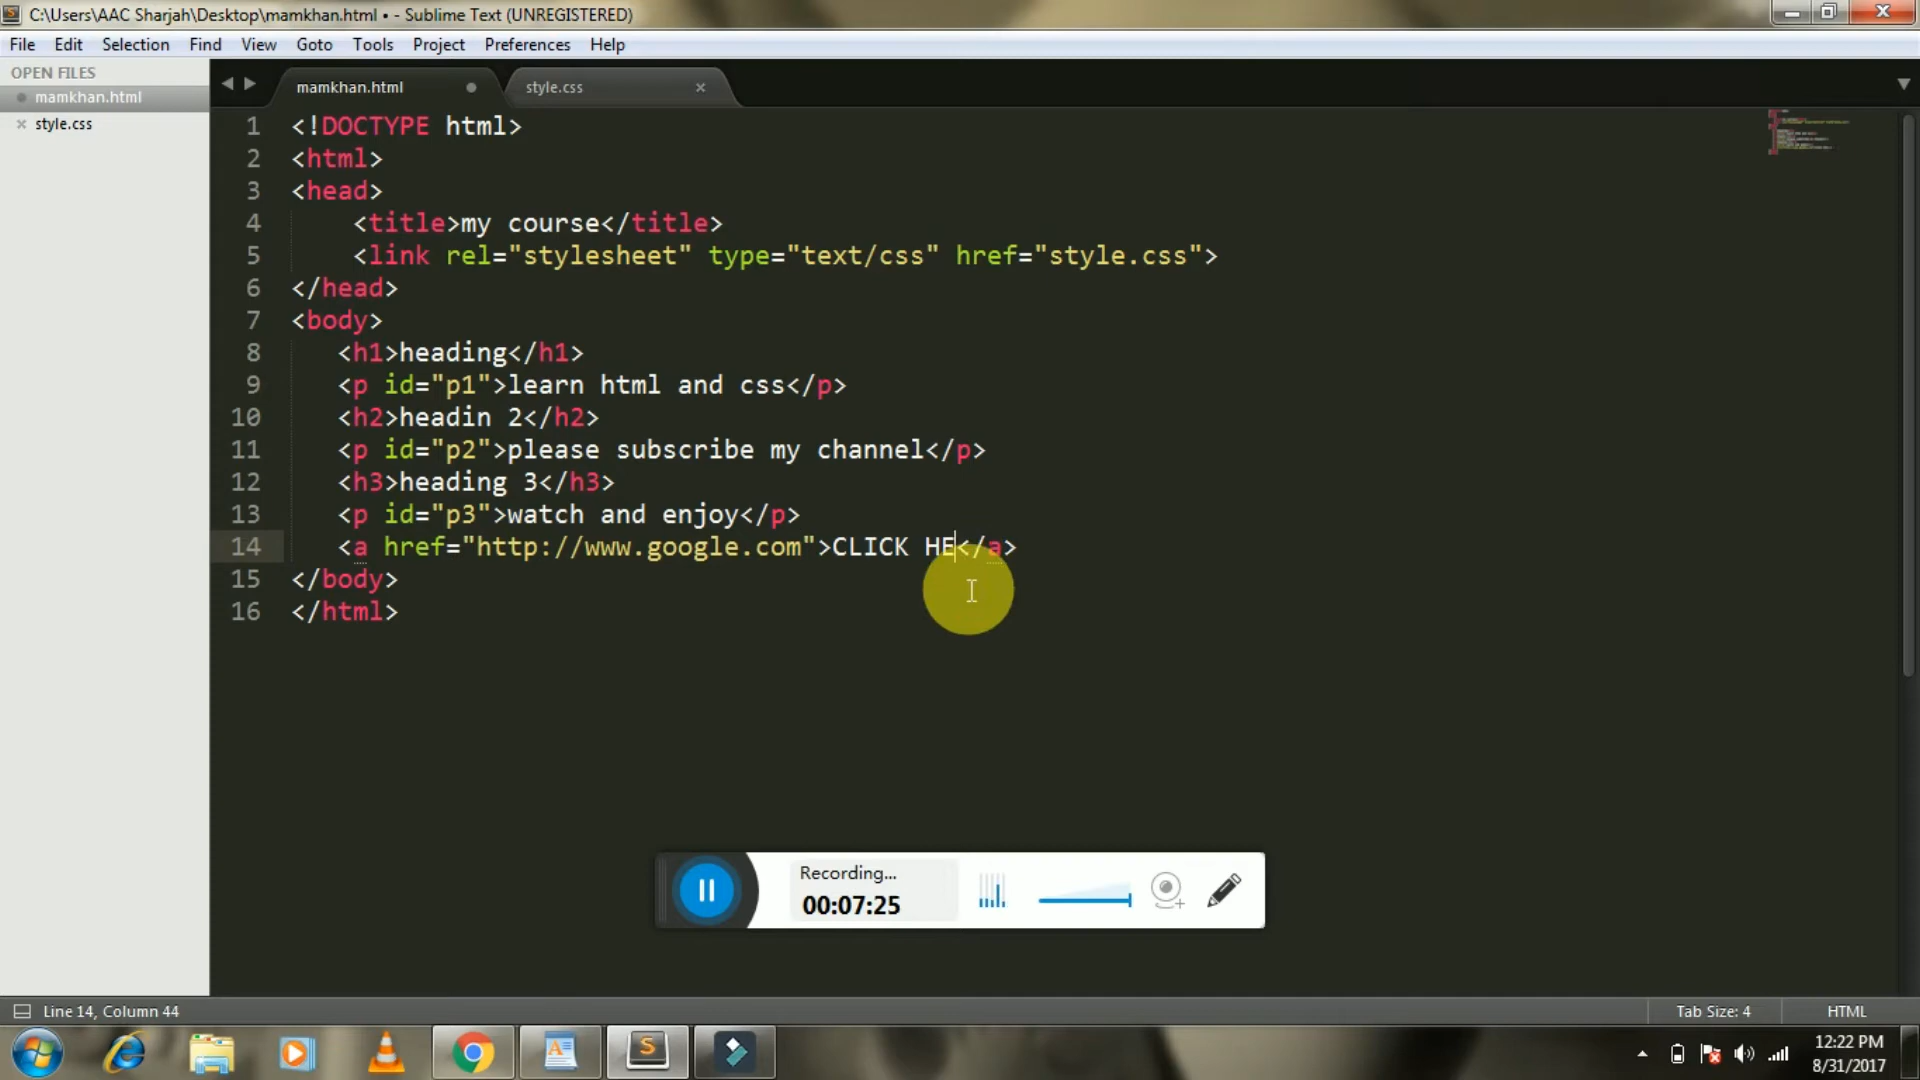 C:\Users\AAC Sharjah\Desktop\mamkhan.html • - Sublime Text (UNREGISTERED)
File Edit Selection Find View Goto Tools Project Preferences Help
OPEN FILES
mamkhan.html
style.css
mamkhan.html style.css
1 <!DOCTYPE html>
2 <html>
3 <head>
4 <title>my course</title>
5 <link rel="stylesheet" type="text/css" href="style.css">
6 </head>
7 <body>
8 <h1>heading</h1>
9 <p id="p1">learn html and css</p>
10 <h2>headin 2</h2>
11 <p id="p2">please subscribe my channel</p>
12 <h3>heading 3</h3>
13 <p id="p3">watch and enjoy</p>
14 <a href="http://www.google.com">CLICK HE</a>
15 </body>
16 </html>
Recording...
00:07:25
Line 14, Column 44 Tab Size: 4 HTML
12:22 PM
8/31/2017